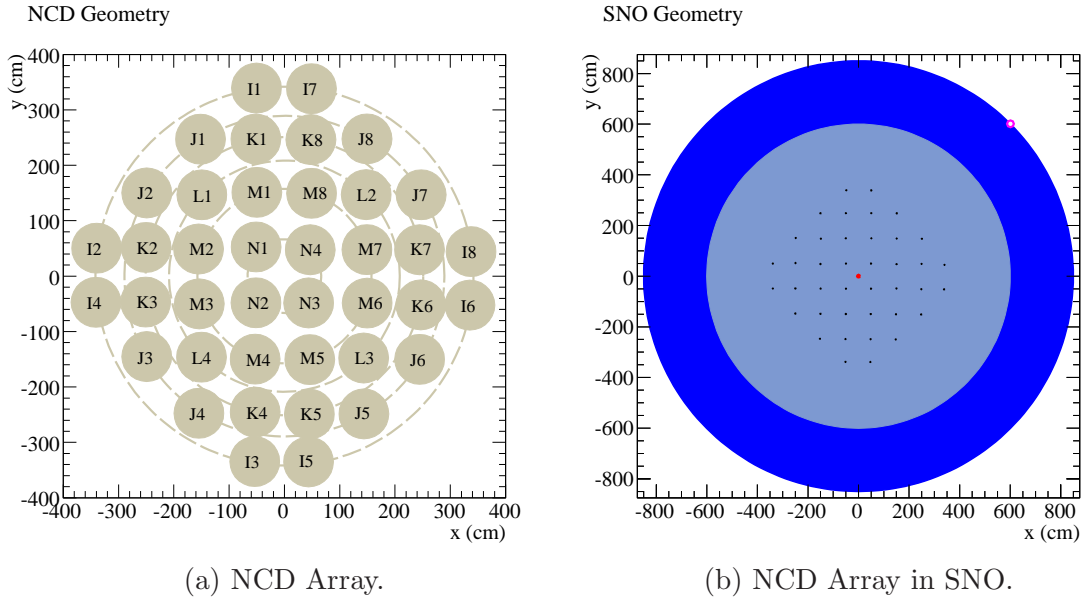 NCD Geometry
y (cm)
400
300
200
100
0
-100
-200
-300
-400
I1 I7
J1 K1 K8 J8
J2 L1 M1 M8 L2 J7
I2 K2 M2 N1 N4 M7 K7 I8
I4 K3 M3 N2 N3 M6 K6 I6
J3 L4 M4 M5 L3 J6
J4 K4 K5 J5
I3 I5
-400 -300 -200 -100 0 100 200 300 400
x (cm)
(a) NCD Array.
SNO Geometry
y (cm)
800
600
400
200
0
-200
-400
-600
-800
-800 -600 -400 -200 0 200 400 600 800
x (cm)
(b) NCD Array in SNO.